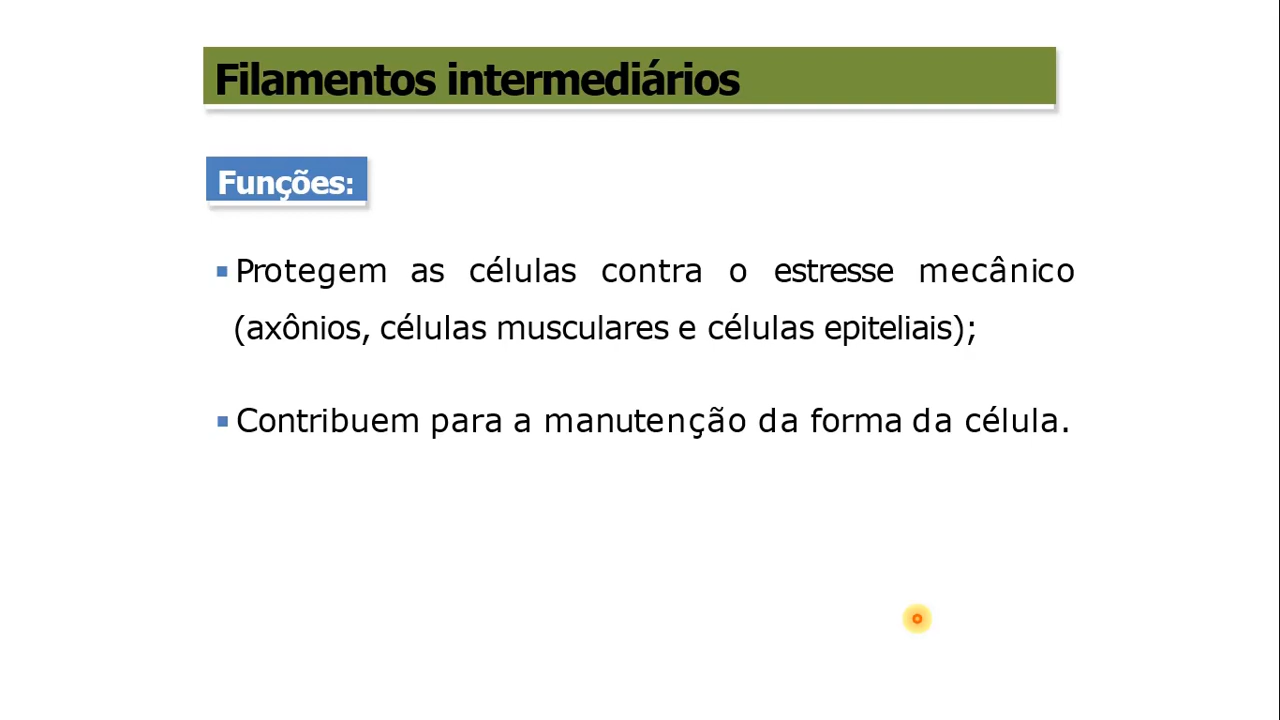 Filamentos intermediários
Funções:
▪Protegem as células contra o estresse mecânico
(axônios, células musculares e células epiteliais);
▪Contribuem para a manutenção da forma da célula.